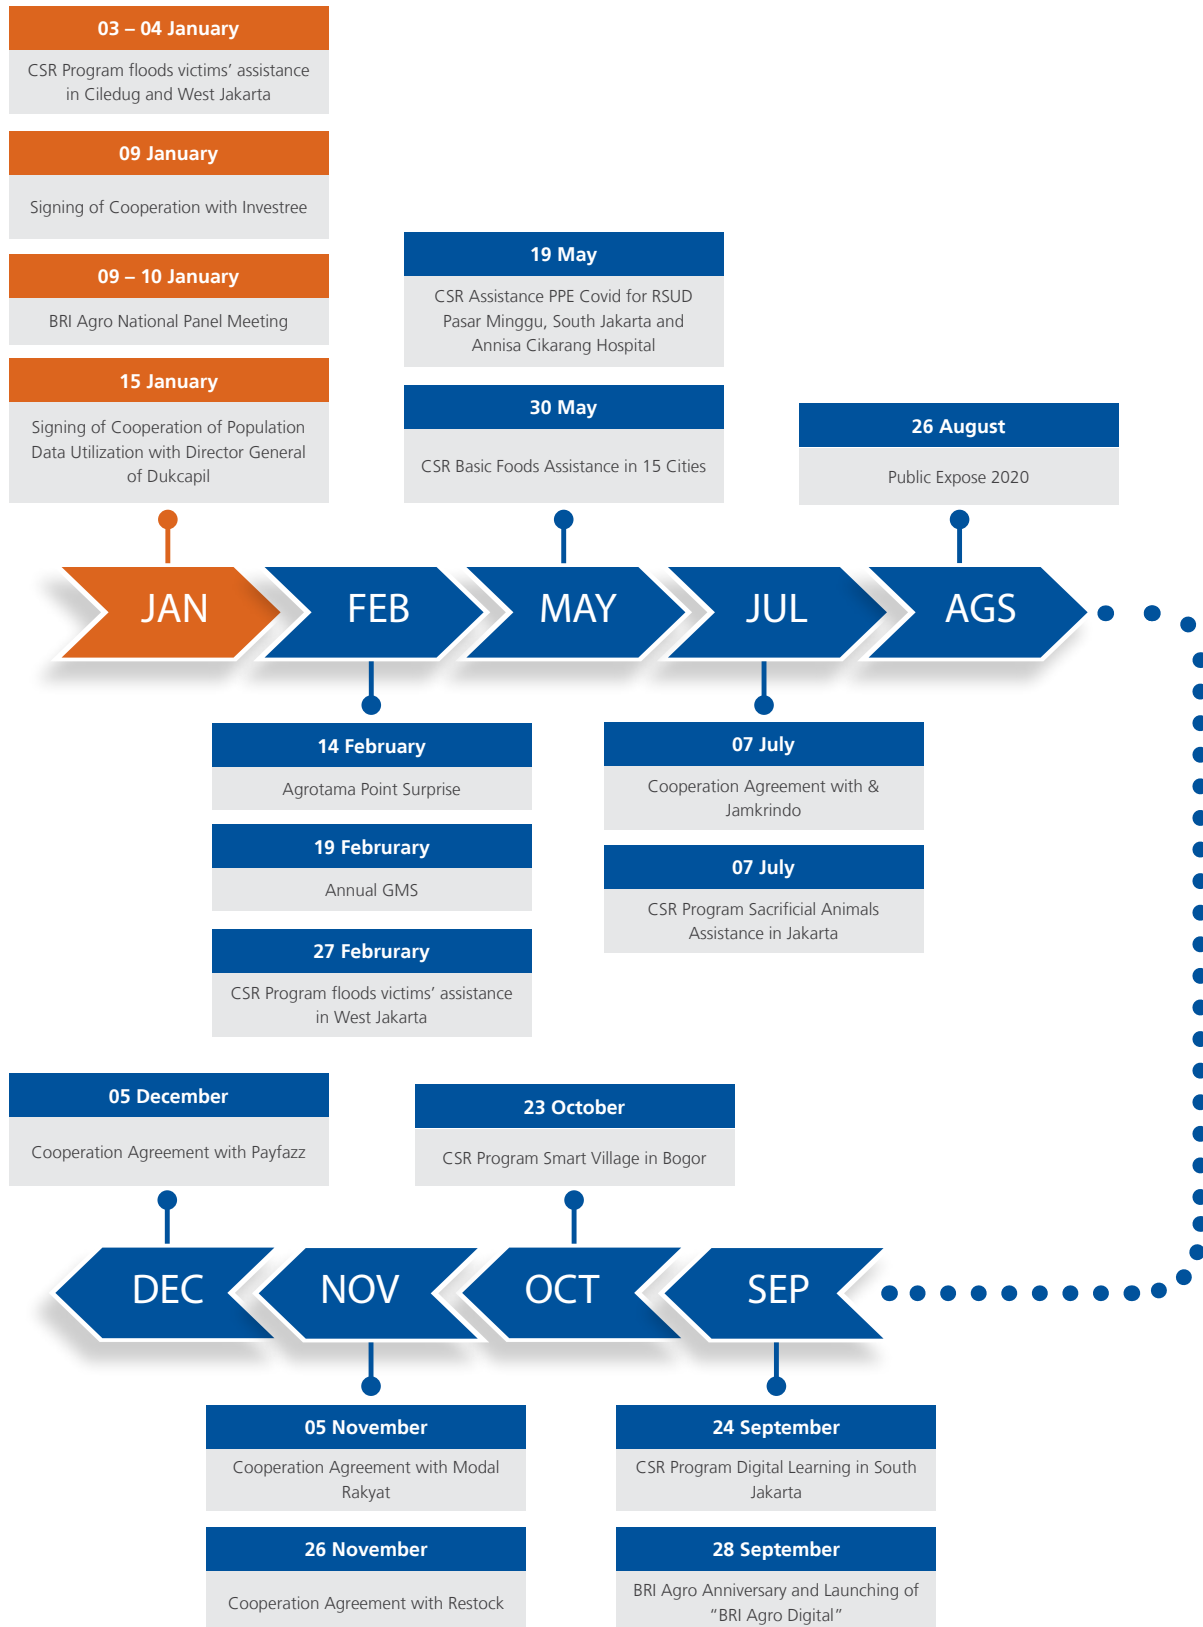 03 – 04 January
CSR Program floods victims’ assistance
in Ciledug and West Jakarta
09 January
Signing of Cooperation with Investree
09 – 10 January
BRI Agro National Panel Meeting
15 January
Signing of Cooperation of Population
Data Utilization with Director General
of Dukcapil
19 May
CSR Assistance PPE Covid for RSUD
Pasar Minggu, South Jakarta and
Annisa Cikarang Hospital
30 May
CSR Basic Foods Assistance in 15 Cities
26 August
Public Expose 2020
JAN
FEB
MAY
JUL
AGS
14 February
Agrotama Point Surprise
19 Februrary
Annual GMS
27 Februrary
CSR Program floods victims’ assistance
in West Jakarta
07 July
Cooperation Agreement with &
Jamkrindo
07 July
CSR Program Sacrificial Animals
Assistance in Jakarta
05 December
Cooperation Agreement with Payfazz
23 October
CSR Program Smart Village in Bogor
DEC
NOV
OCT
SEP
05 November
Cooperation Agreement with Modal
Rakyat
26 November
Cooperation Agreement with Restock
24 September
CSR Program Digital Learning in South
Jakarta
28 September
BRI Agro Anniversary and Launching of
“BRI Agro Digital”